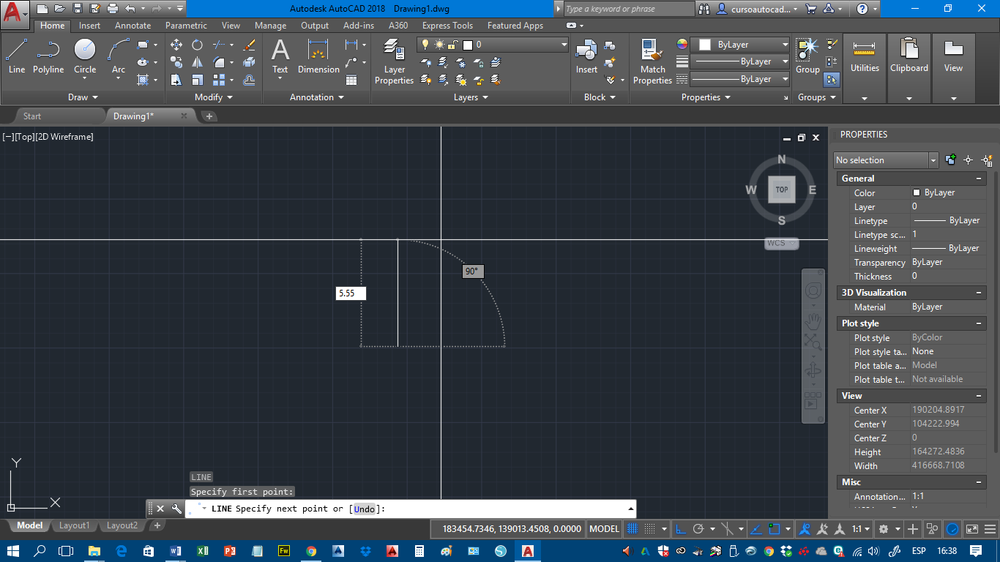 Autodesk AutoCAD 2018 Drawing1.dwg
Type a keyword or phrase
cursoautocad...
Home Insert Annotate Parametric View Manage Output Add-ins A360 Express Tools Featured Apps
Line Polyline Circle Arc
Draw
Modify
Text Dimension
Annotation
Layer Properties
0
Layers
Insert
Block
Match Properties
ByLayer
ByLayer
ByLayer
Properties
Group
Groups
Utilities
Clipboard
View
Start Drawing1*
[−][Top][2D Wireframe]
N
W TOP E
S
WCS
90°
5.55
Y
X
LINE
Specify first point:
LINE Specify next point or [Undo]:
PROPERTIES
No selection
General
Color ByLayer
Layer 0
Linetype ByLayer
Linetype sc... 1
Lineweight ByLayer
Transparency ByLayer
Thickness 0
3D Visualization
Material ByLayer
Plot style
Plot style ByColor
Plot style ta... None
Plot table a... Model
Plot table t... Not available
View
Center X 190204.8917
Center Y 104222.994
Center Z 0
Height 164272.4836
Width 416668.7108
Misc
Annotation... 1:1
Model Layout1 Layout2
183454.7346, 139013.4508, 0.0000 MODEL 1:1
Fw
ESP 16:38